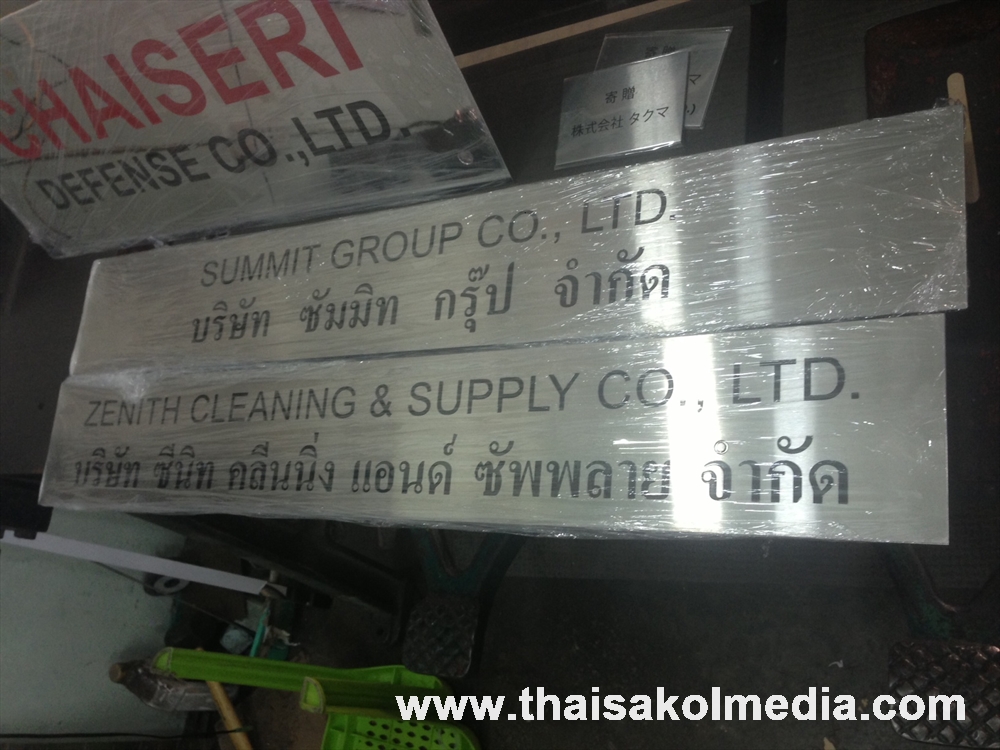 CHAISERI
DEFENSE CO.,LTD.
寄贈
マ
.)
寄贈
株式会社 タクマ
SUMMIT GROUP CO., LTD.
บริษัท ซัมมิท กรุ๊ป จำกัด
ZENITH CLEANING & SUPPLY CO., LTD.
บริษัท ซีนิท คลีนนิ่ง แอนด์ ซัพพลาย จำกัด
www.thaisakolmedia.com